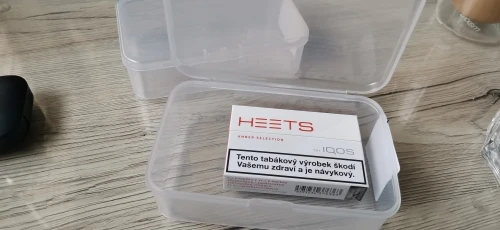 HEETS
AMBER SELECTION
IQOS
Tento tabákový výrobek škodí
Vašemu zdraví a je návykový.